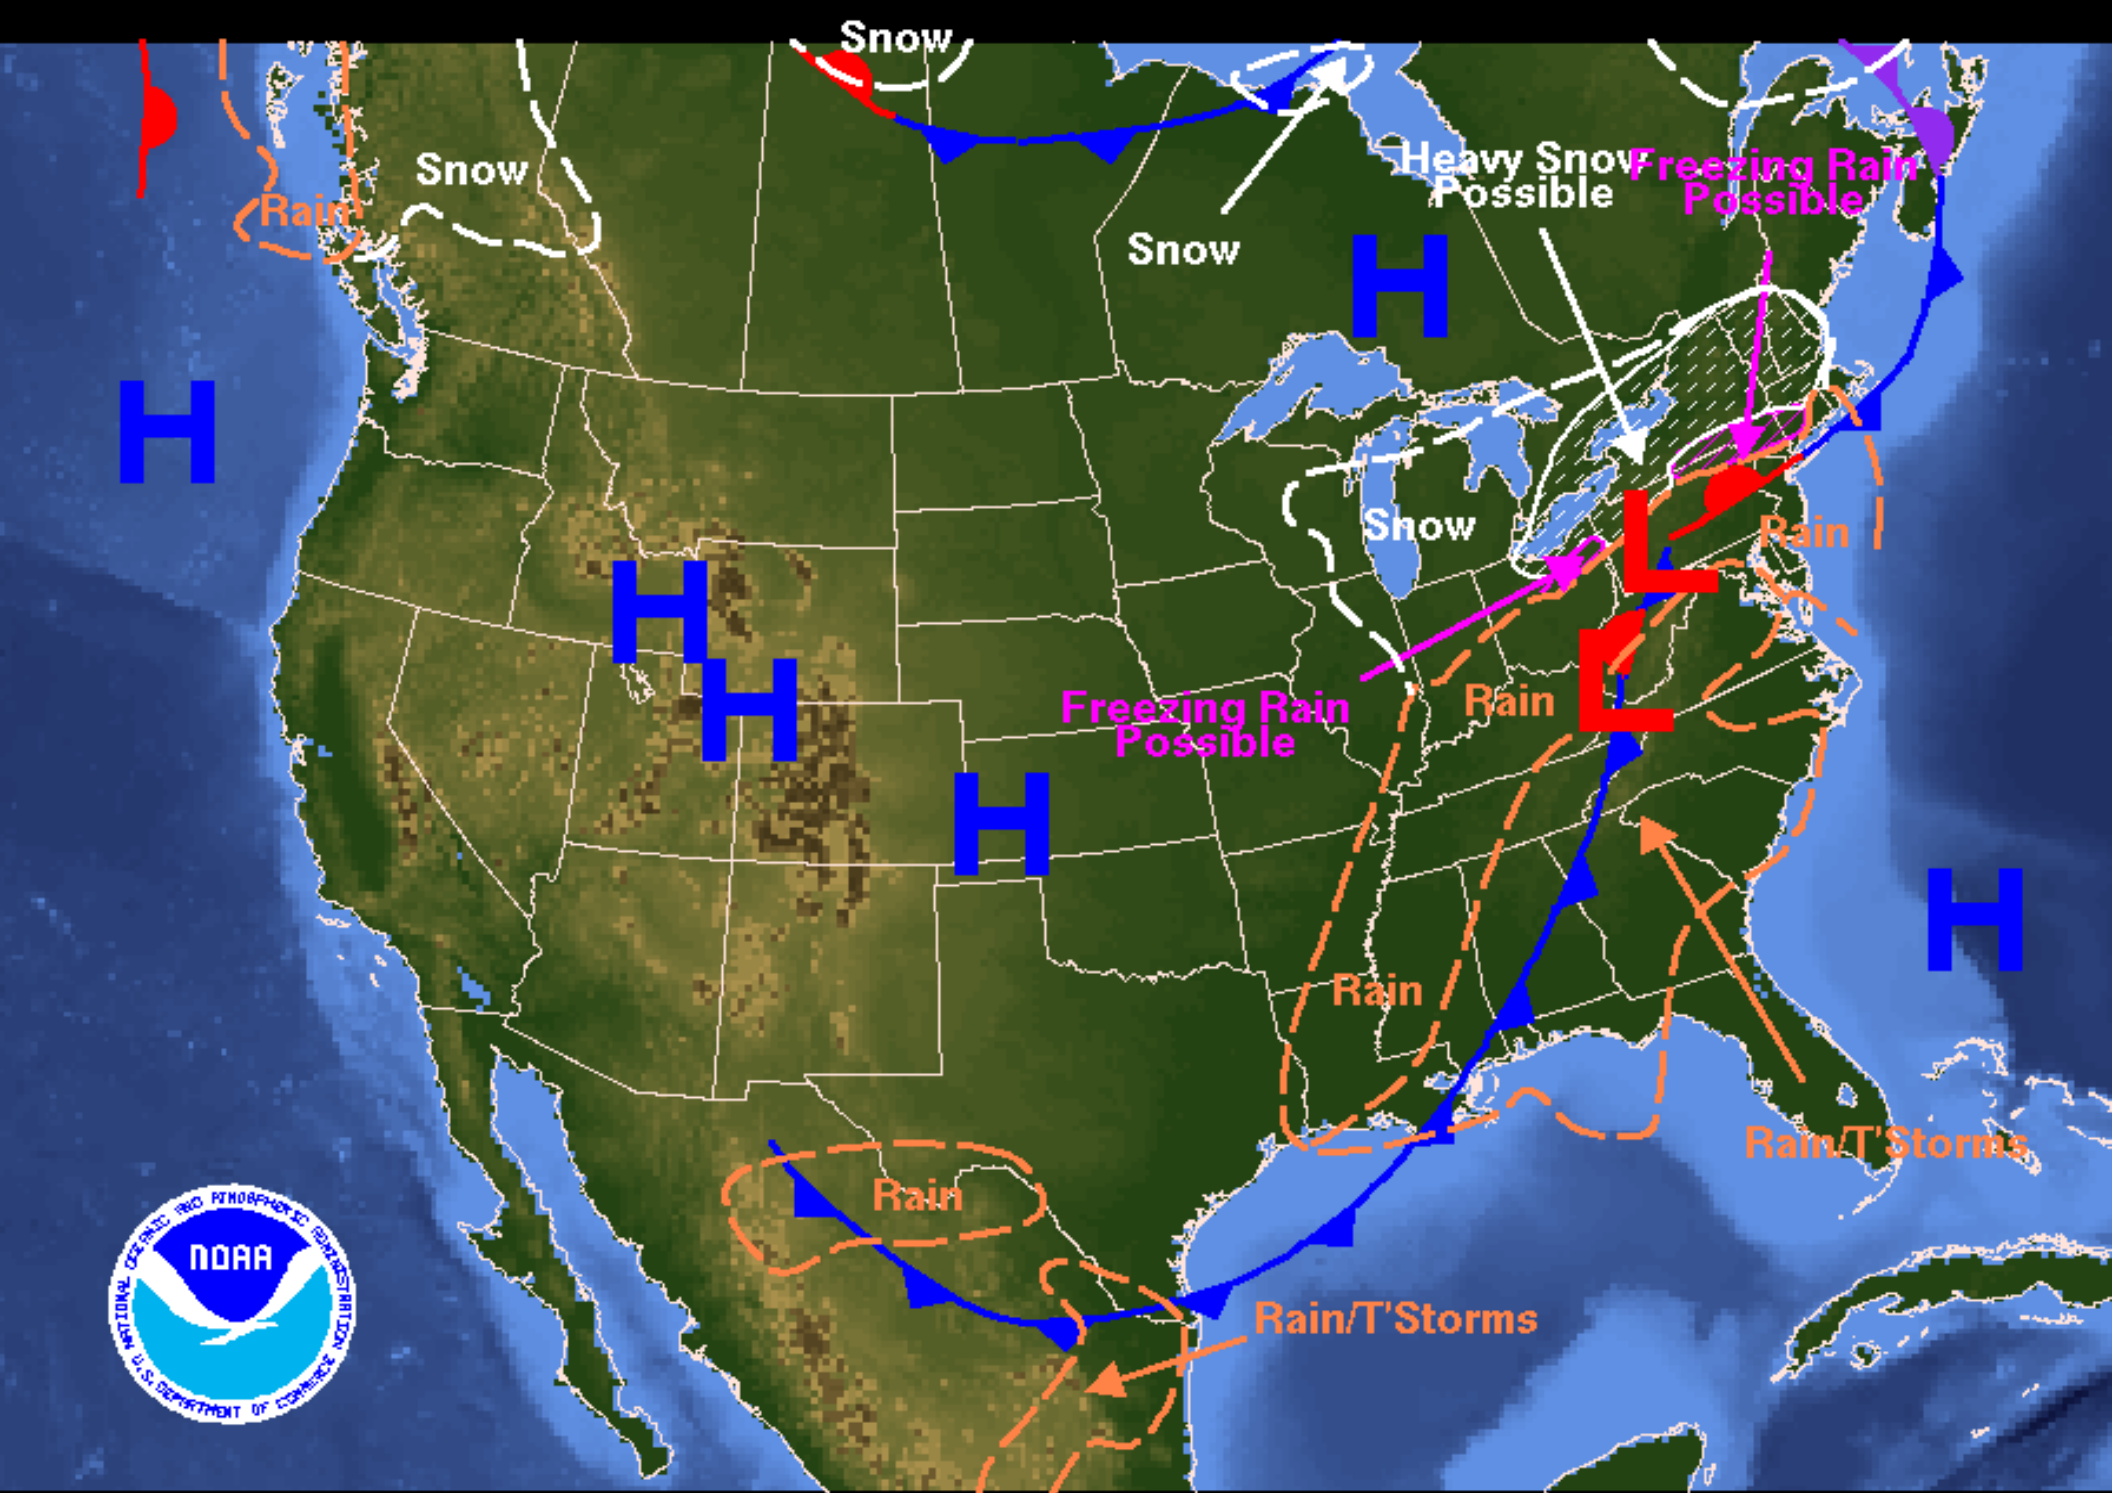 Snow
Heavy Snow
Possible
Freezing Rain
Possible
Snow
Rain
Snow
H
H
L
Snow
Rain
H
L
Freezing Rain
Possible
Rain
H
H
H
Rain
Rain/T'Storms
Rain
Rain/T'Storms
NATIONAL OCEANIC AND ATMOSPHERIC ADMINISTRATION
NOAA
U.S. DEPARTMENT OF COMMERCE